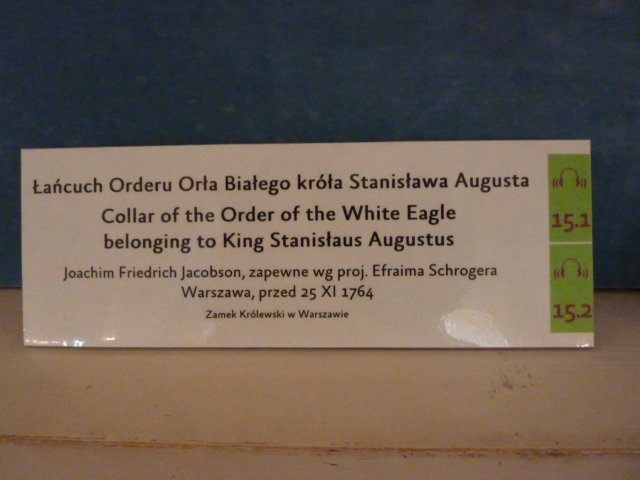 Łańcuch Orderu Orła Białego króła Stanisława Augusta
Collar of the Order of the White Eagle
belonging to King Stanisłaus Augustus
Joachim Friedrich Jacobson, zapewne wg proj. Efraima Schrogera
Warszawa, przed 25 XI 1764
Zamek Królewski w Warszawie
15.1
15.2